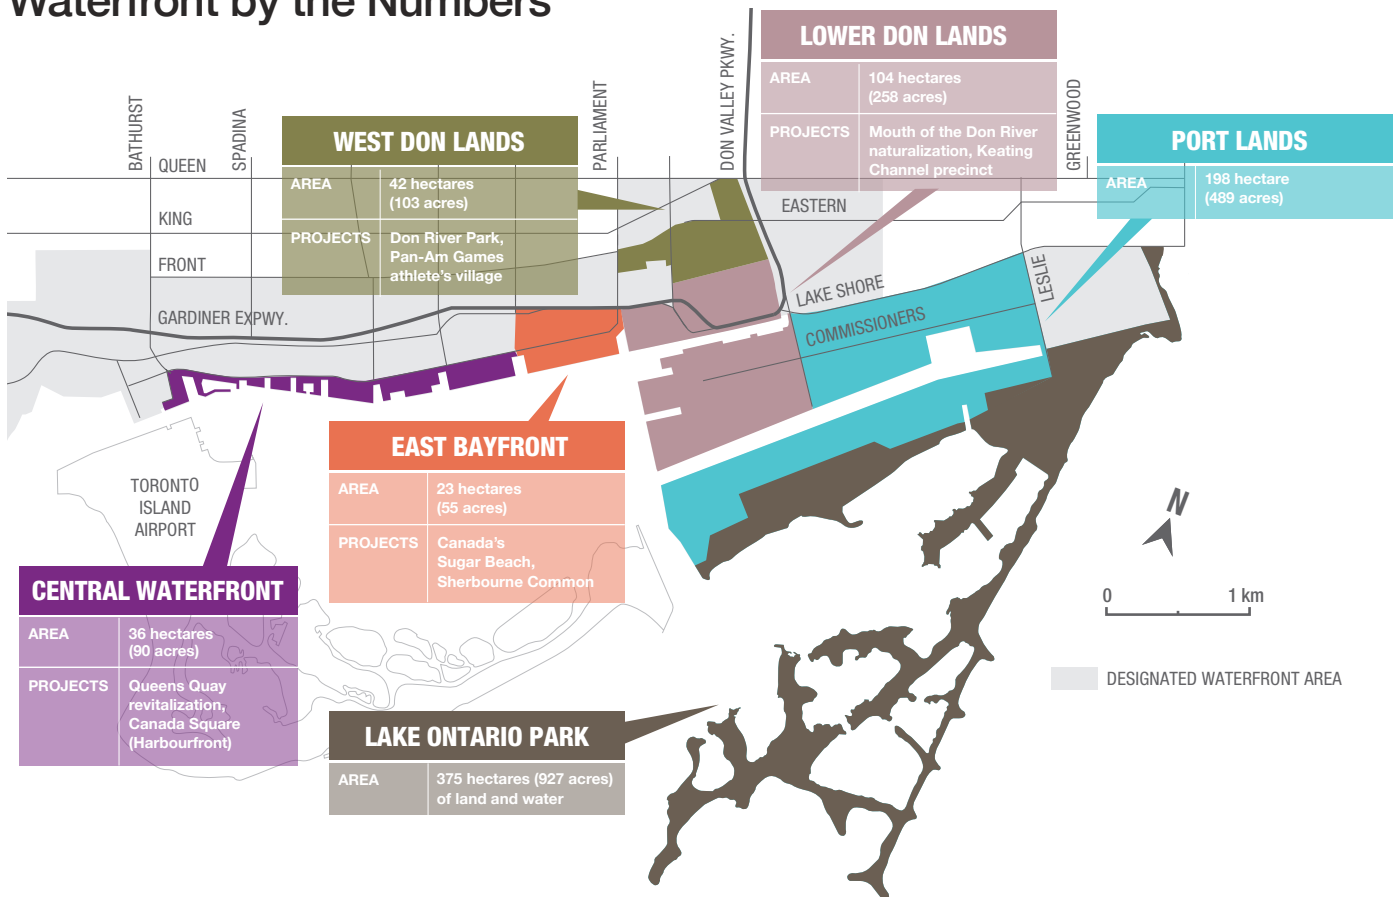 Waterfront by the Numbers
LOWER DON LANDS
AREA
104 hectares
(258 acres)
PROJECTS
Mouth of the Don River
naturalization, Keating
Channel precinct
WEST DON LANDS
AREA
42 hectares
(103 acres)
PROJECTS
Don River Park,
Pan-Am Games
athlete's village
PORT LANDS
AREA
198 hectare
(489 acres)
BATHURST
SPADINA
PARLIAMENT
DON VALLEY PKWY.
GREENWOOD
QUEEN
KING
FRONT
GARDINER EXPWY.
EASTERN
LAKE SHORE
COMMISSIONERS
LESLIE
EAST BAYFRONT
AREA
23 hectares
(55 acres)
PROJECTS
Canada's
Sugar Beach,
Sherbourne Common
TORONTO
ISLAND
AIRPORT
CENTRAL WATERFRONT
AREA
36 hectares
(90 acres)
PROJECTS
Queens Quay
revitalization,
Canada Square
(Harbourfront)
LAKE ONTARIO PARK
AREA
375 hectares (927 acres)
of land and water
N
0 1 km
DESIGNATED WATERFRONT AREA